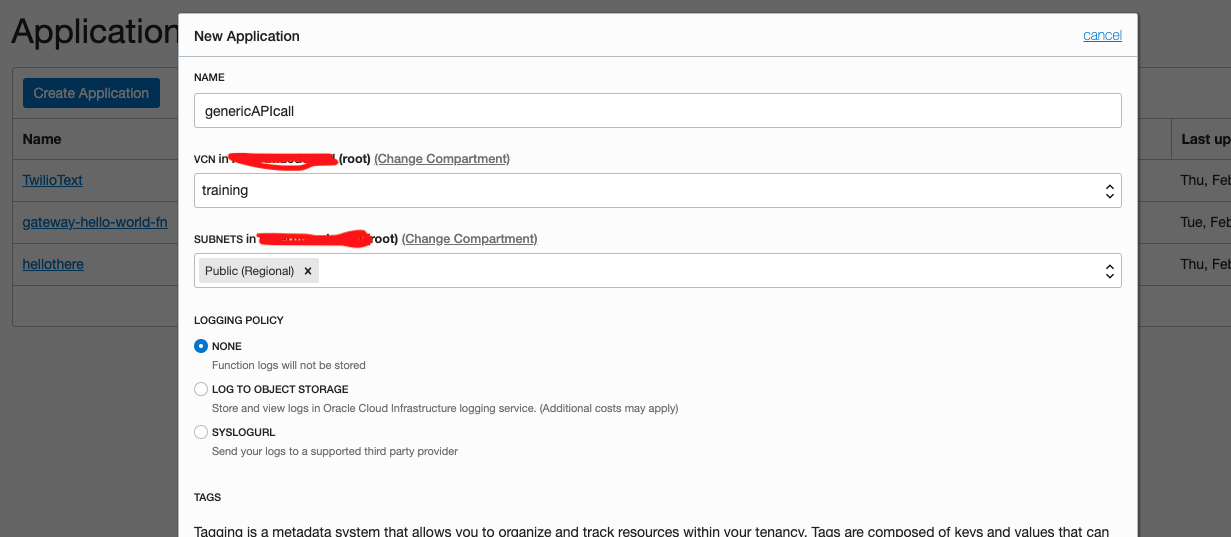 Application
New Application
cancel
NAME
Create Application
genericAPIcall
Name
Last up
VCN in (root) (Change Compartment)
TwilioText
training
Thu, Feb
gateway-hello-world-fn
Tue, Feb
SUBNETS in root) (Change Compartment)
hellothere
Public (Regional) ×
Thu, Feb
LOGGING POLICY
NONE
Function logs will not be stored
LOG TO OBJECT STORAGE
Store and view logs in Oracle Cloud Infrastructure logging service. (Additional costs may apply)
SYSLOGURL
Send your logs to a supported third party provider
TAGS
Tagging is a metadata system that allows you to organize and track resources within your tenancy. Tags are composed of keys and values that can